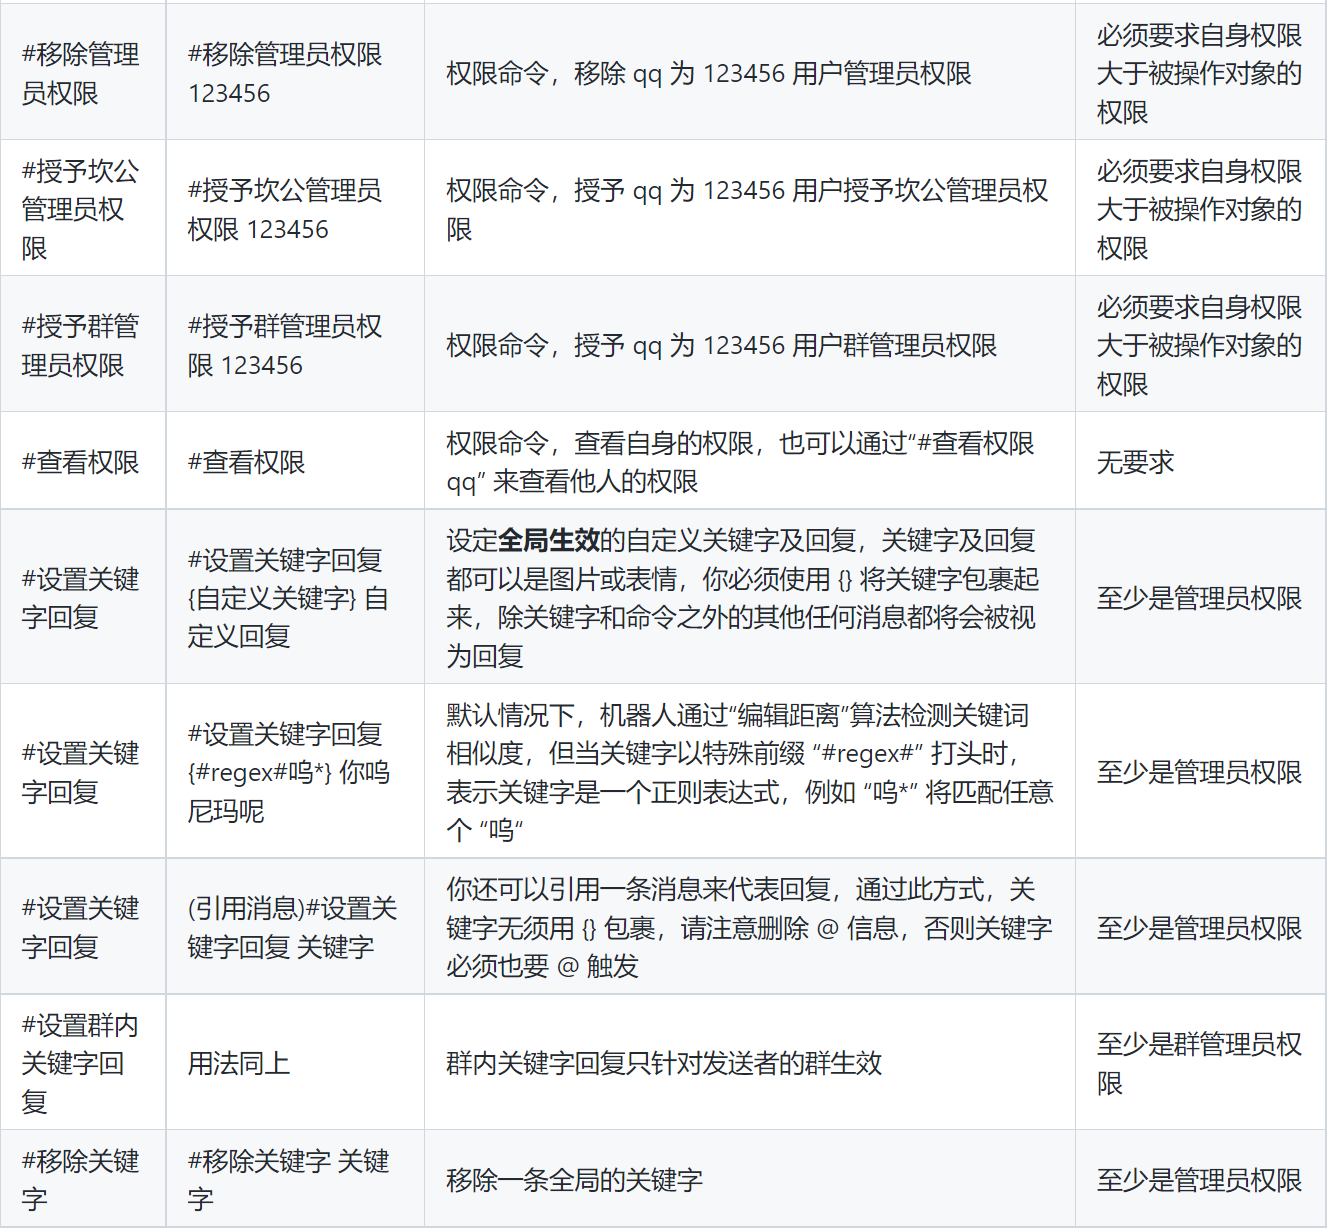 #移除管理
员权限
#移除管理员权限
123456
权限命令，移除 qq 为 123456 用户管理员权限
必须要求自身权限
大于被操作对象的
权限
#授予坎公
管理员权
限
#授予坎公管理员
权限 123456
权限命令，授予 qq 为 123456 用户授予坎公管理员权
限
必须要求自身权限
大于被操作对象的
权限
#授予群管
理员权限
#授予群管理员权
限 123456
权限命令，授予 qq 为 123456 用户群管理员权限
必须要求自身权限
大于被操作对象的
权限
#查看权限
#查看权限
权限命令，查看自身的权限，也可以通过“#查看权限
qq” 来查看他人的权限
无要求
#设置关键
字回复
#设置关键字回复
{自定义关键字} 自
定义回复
设定全局生效的自定义关键字及回复，关键字及回复
都可以是图片或表情，你必须使用 {} 将关键字包裹起
来，除关键字和命令之外的其他任何消息都将会被视
为回复
至少是管理员权限
#设置关键
字回复
#设置关键字回复
{#regex#呜*} 你呜
尼玛呢
默认情况下，机器人通过“编辑距离”算法检测关键词
相似度，但当关键字以特殊前缀 “#regex#” 打头时，
表示关键字是一个正则表达式，例如 “呜*” 将匹配任意
个 “呜“
至少是管理员权限
#设置关键
字回复
(引用消息)#设置关
键字回复 关键字
你还可以引用一条消息来代表回复，通过此方式，关
键字无须用 {} 包裹，请注意删除 @ 信息，否则关键字
必须也要 @ 触发
至少是管理员权限
#设置群内
关键字回
复
用法同上
群内关键字回复只针对发送者的群生效
至少是群管理员权
限
#移除关键
字
#移除关键字 关键
字
移除一条全局的关键字
至少是管理员权限